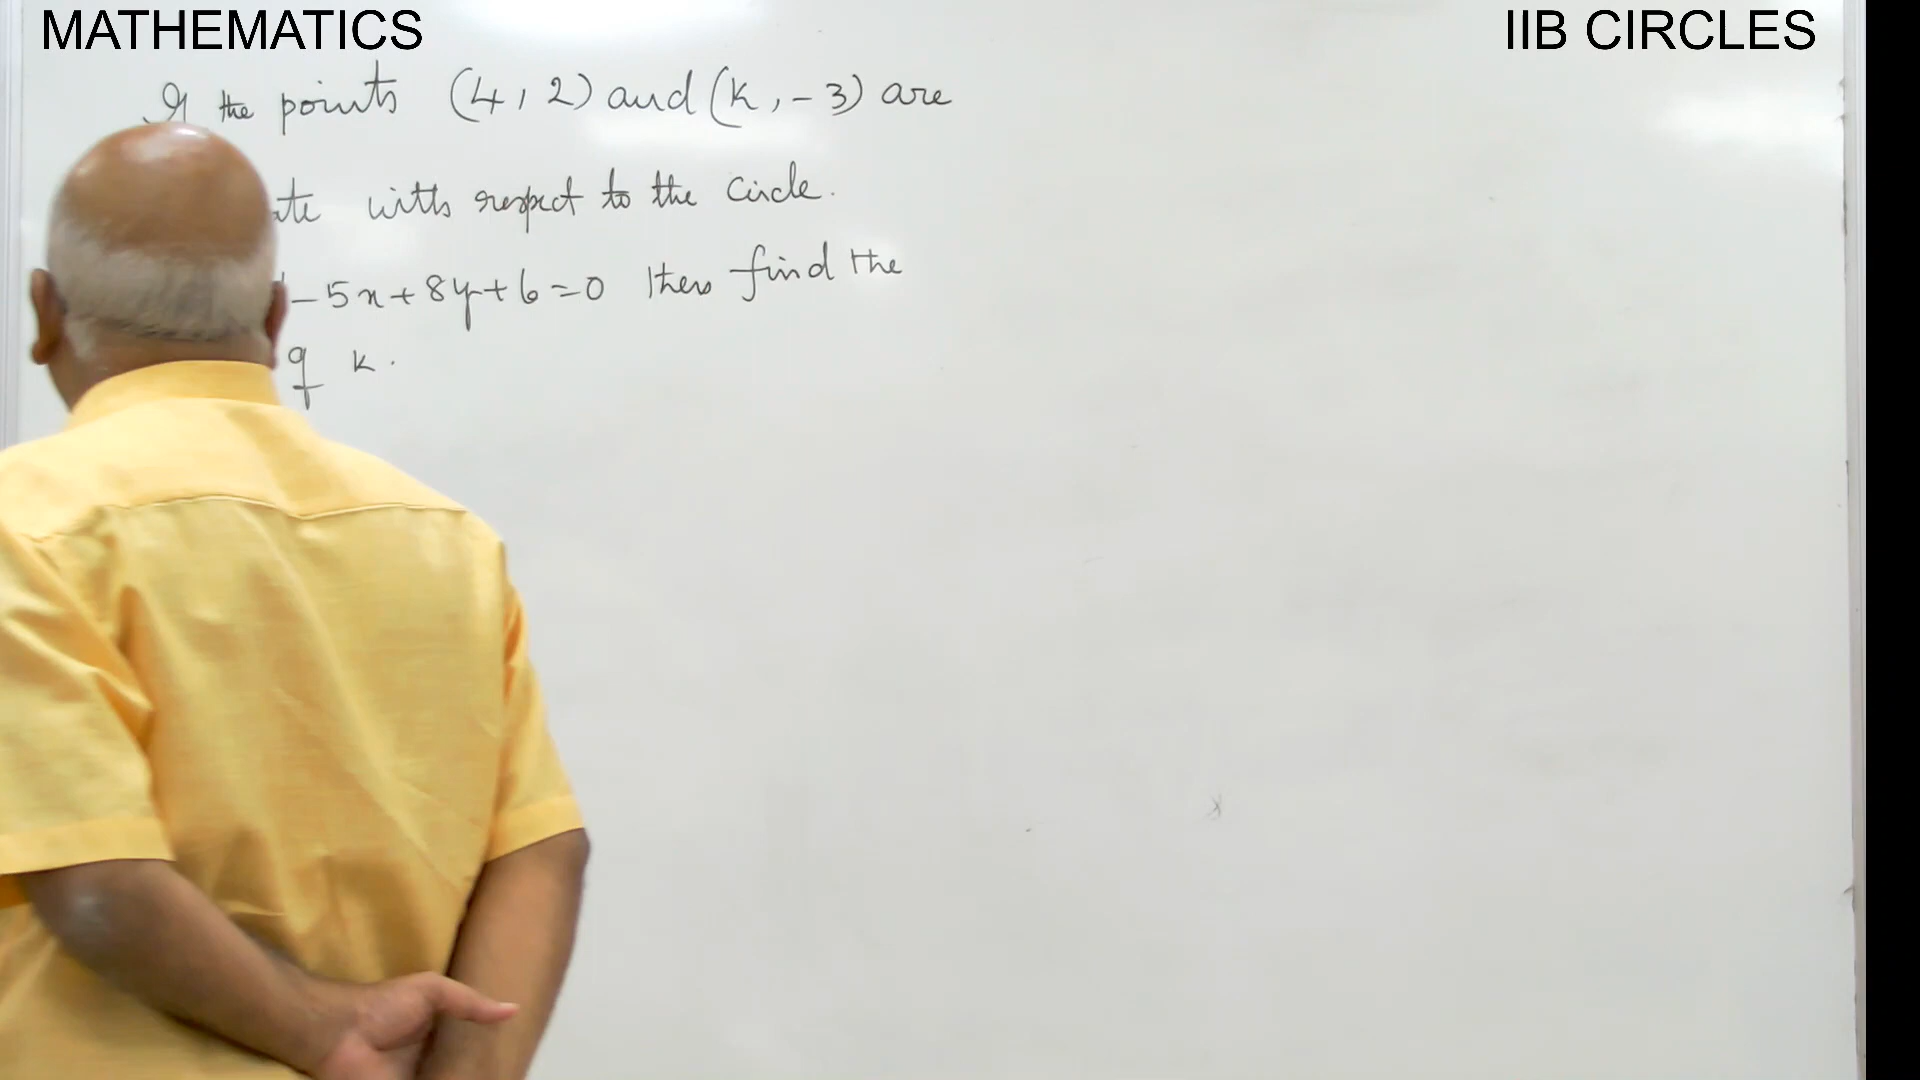 MATHEMATICS
IIB CIRCLES
If the points (4, 2) and (k, -3) are
with respect to the circle.
-5x+8y+6=0 then find the
of k.